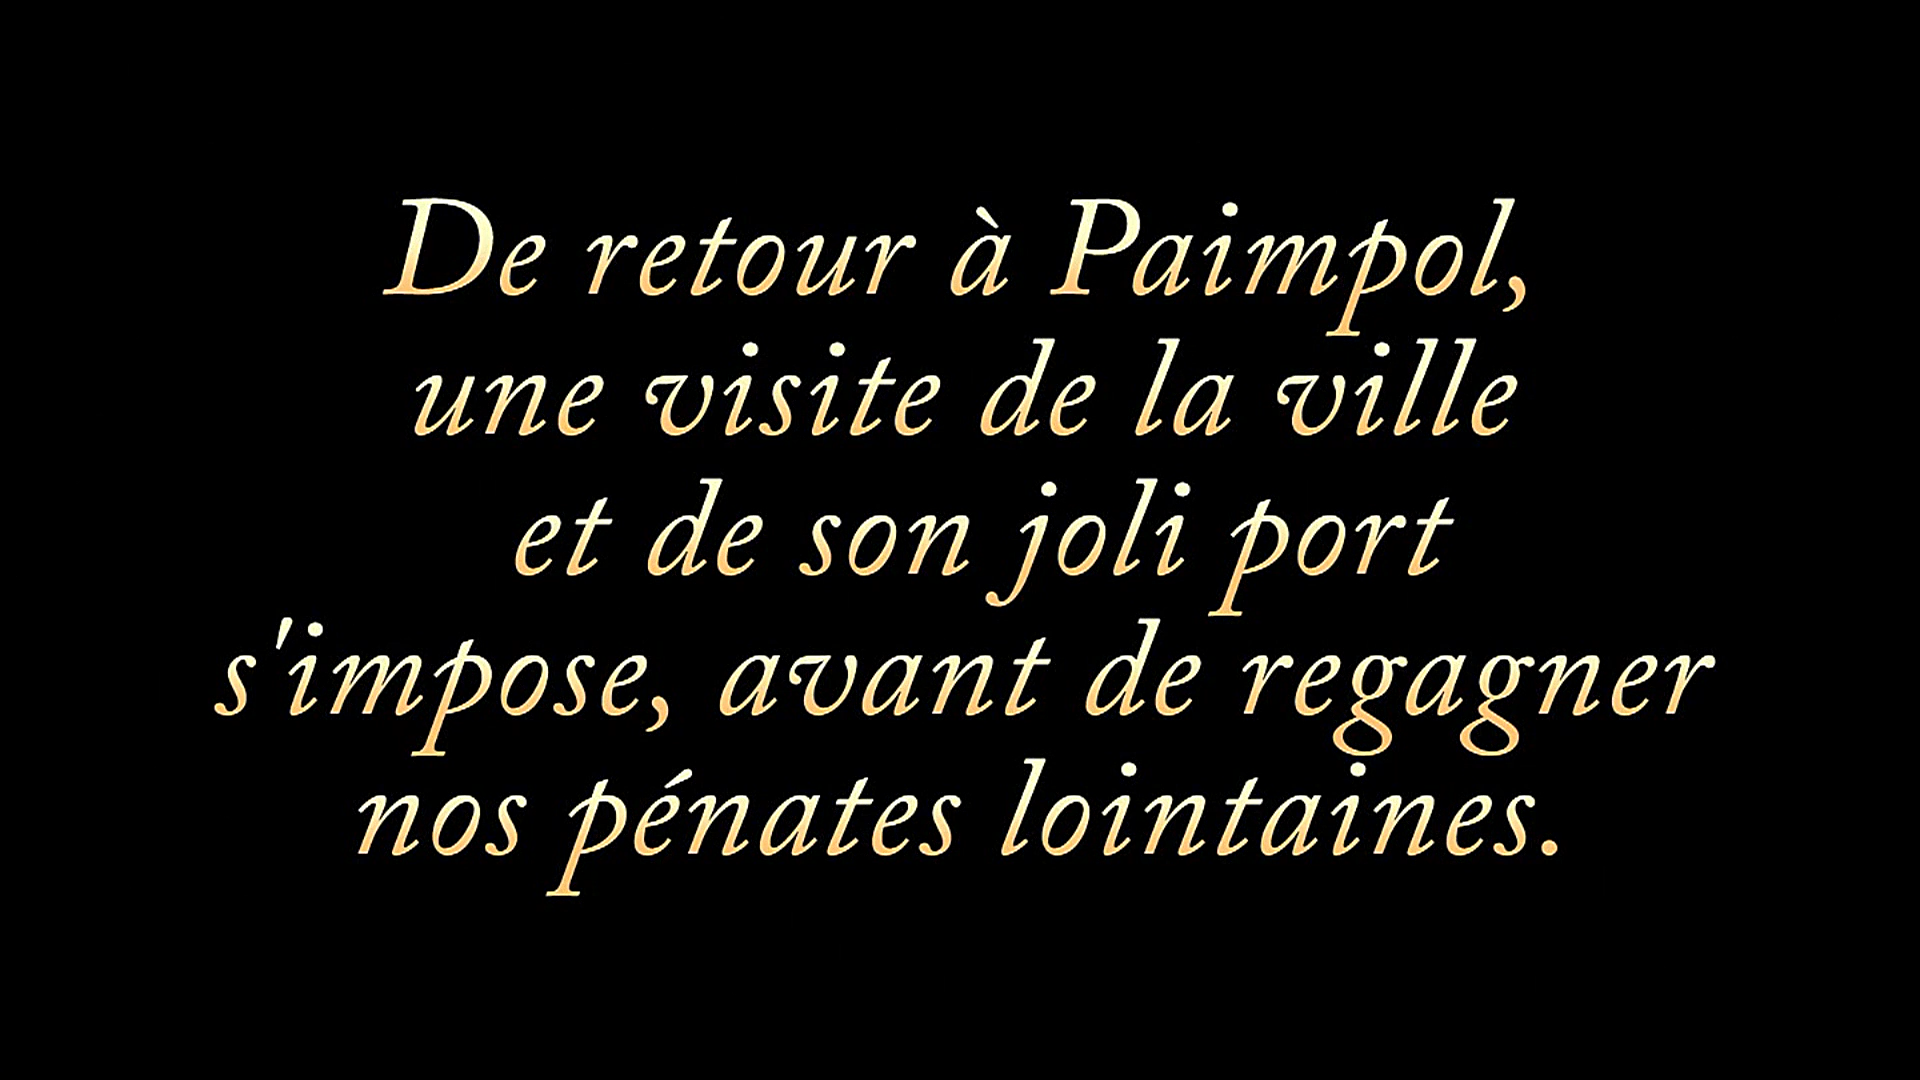 De retour à Paimpol,
une visite de la ville
et de son joli port
s'impose, avant de regagner
nos pénates lointaines.